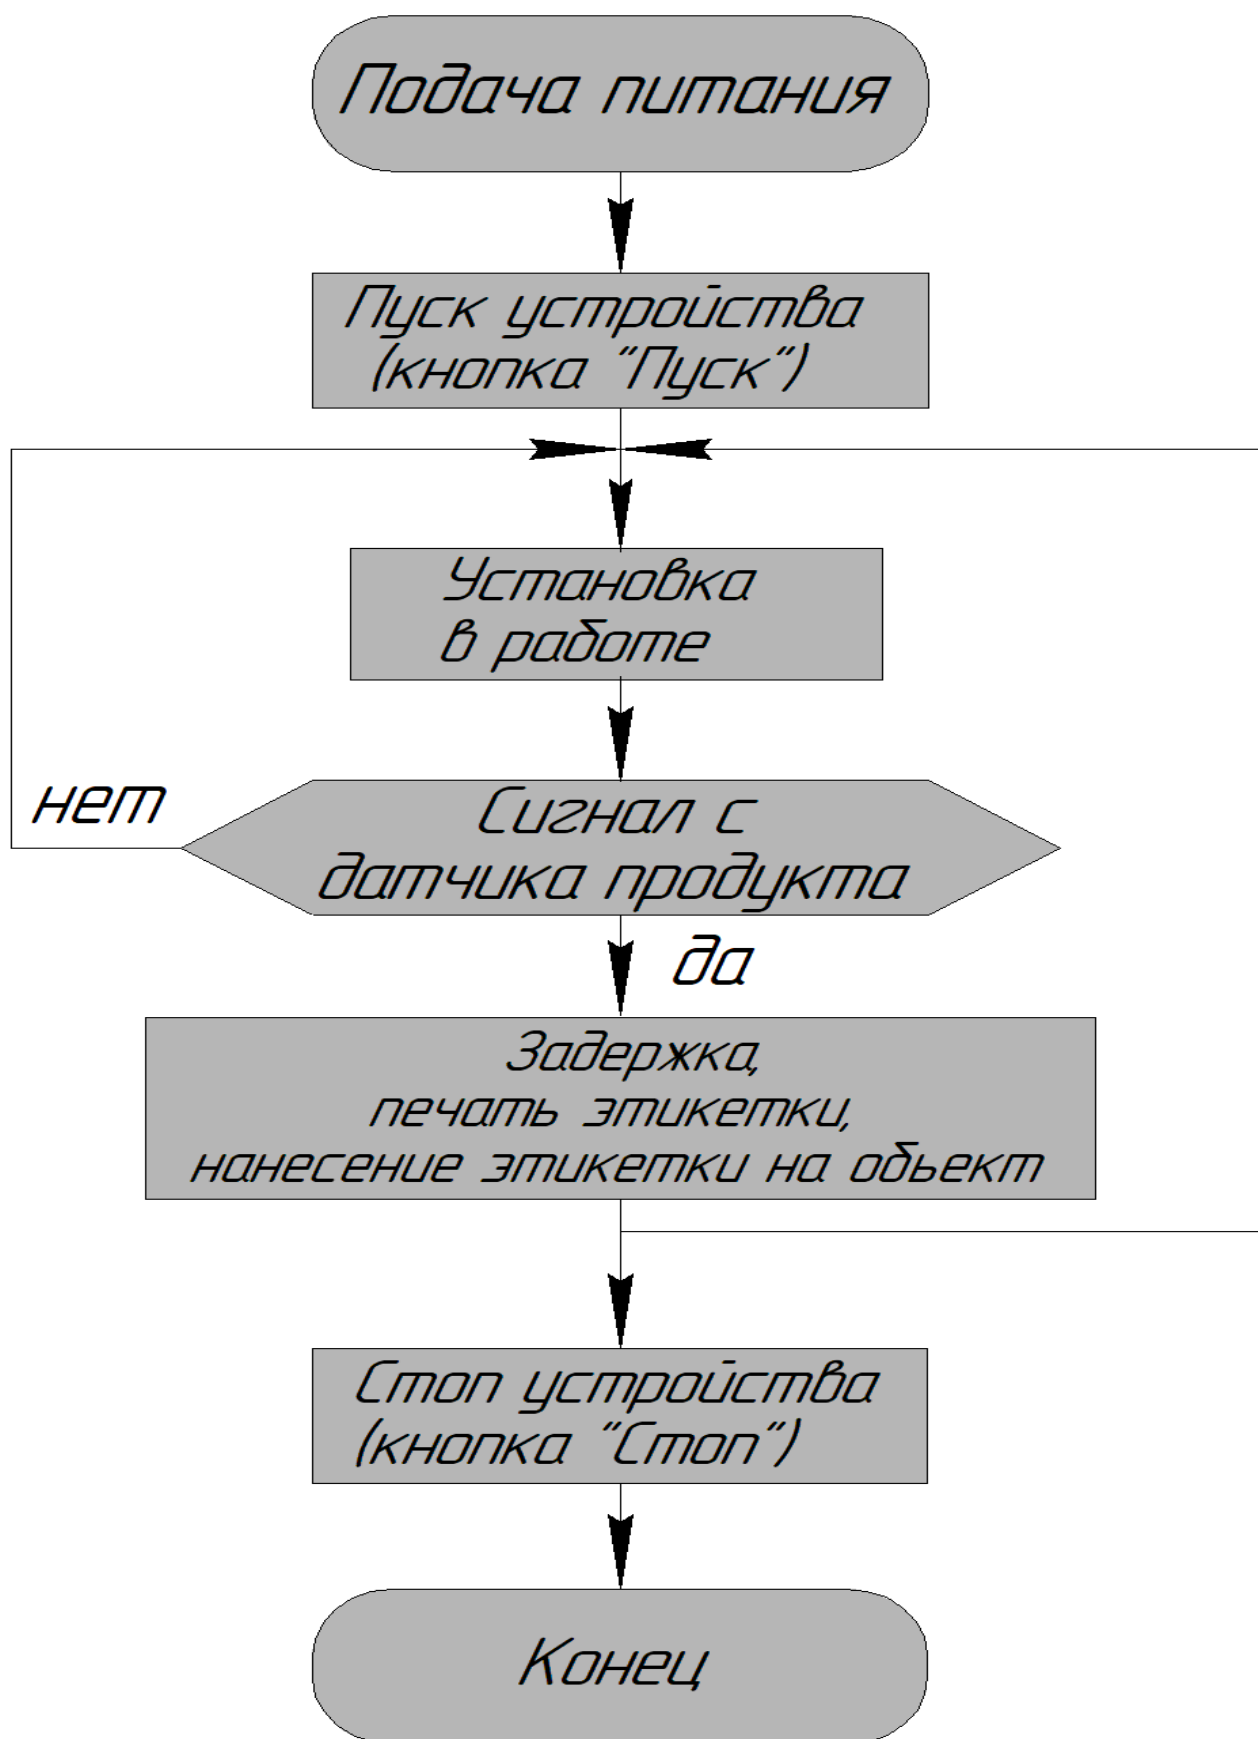 Подача питания
Пуск устройства
(кнопка "Пуск")
Установка
в работе
нет
Сигнал с
датчика продукта
да
Задержка,
печать этикетки,
нанесение этикетки на обьект
Стоп устройства
(кнопка "Стоп")
Конец